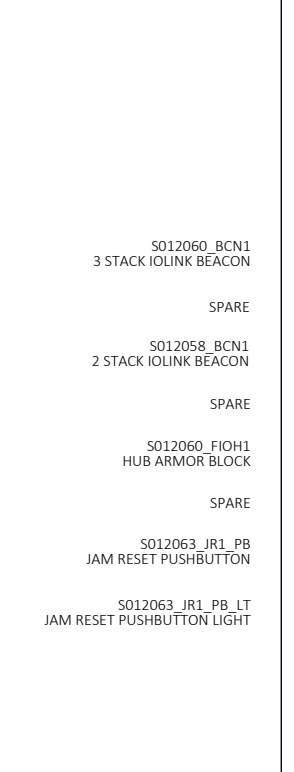 S012060_BCN1
3 STACK IOLINK BEACON
SPARE
S012058_BCN1
2 STACK IOLINK BEACON
SPARE
S012060_FIOH1
HUB ARMOR BLOCK
SPARE
S012063_JR1_PB
JAM RESET PUSHBUTTON
S012063_JR1_PB_LT
JAM RESET PUSHBUTTON LIGHT